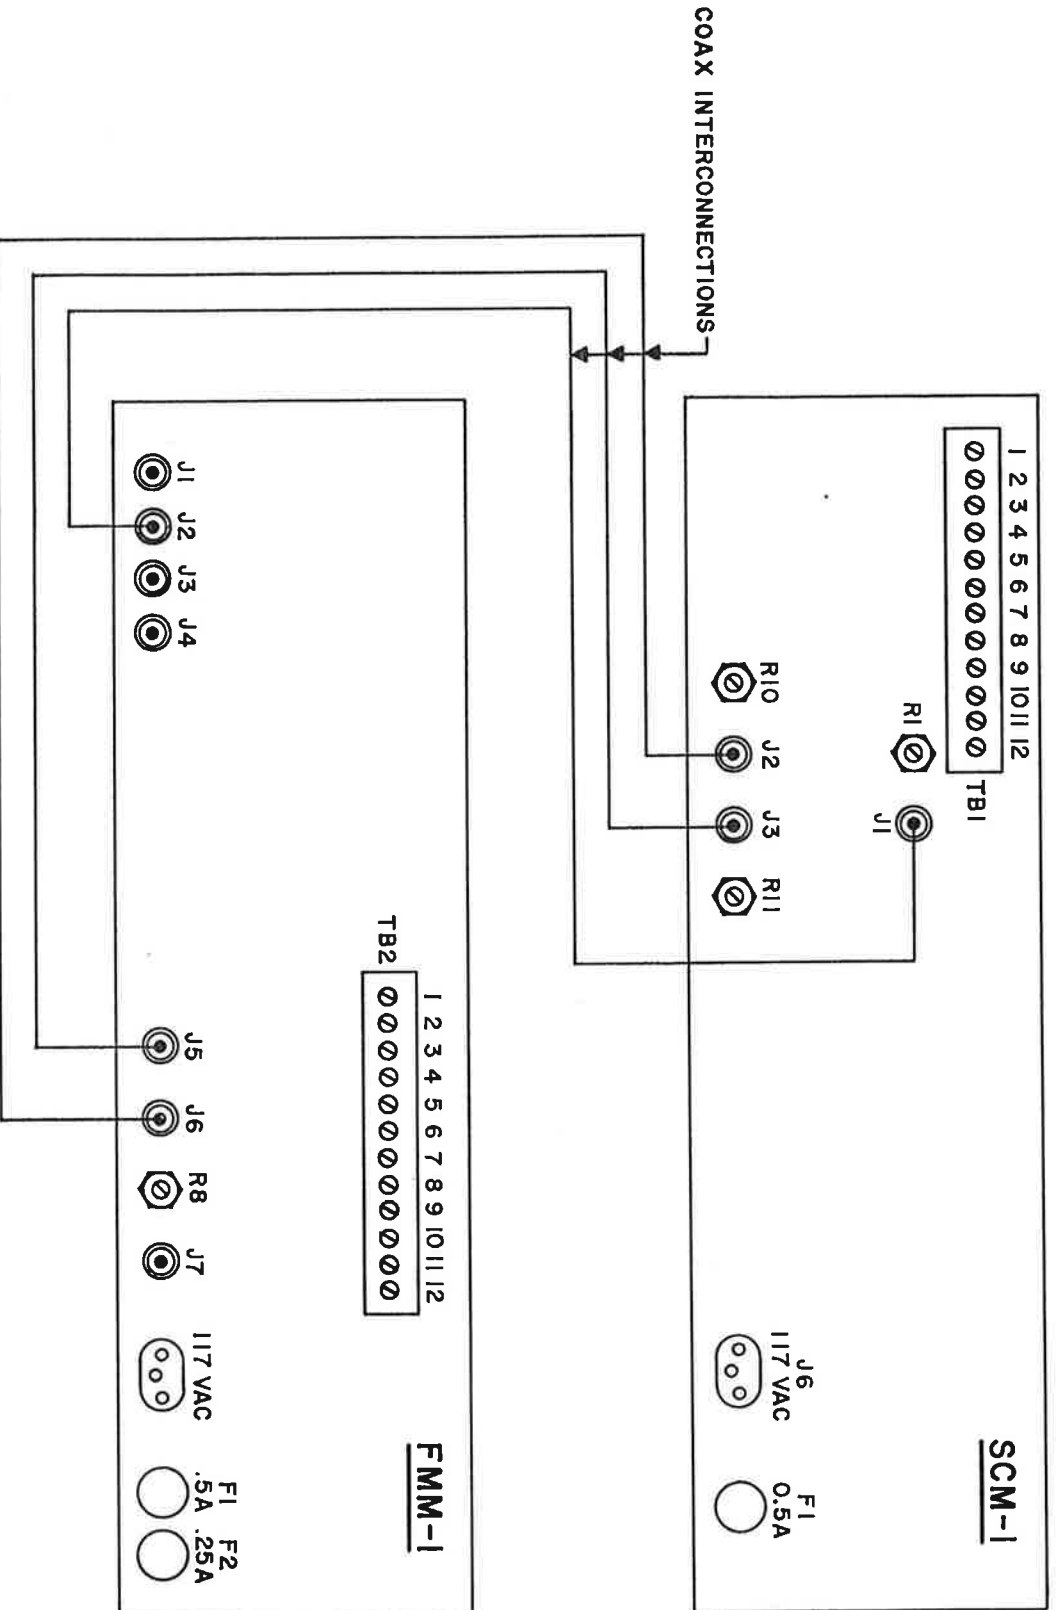 COAX INTERCONNECTIONS
1 2 3 4 5 6 7 8 9 10 11 12
TB1
R1
J1
R10
J2
J3
R11
J6
117 VAC
F1
0.5A
SCM-1
TB2
1 2 3 4 5 6 7 8 9 10 11 12
J1
J2
J3
J4
J5
J6
R8
J7
117 VAC
F1
.5A
F2
.25A
FMM-1